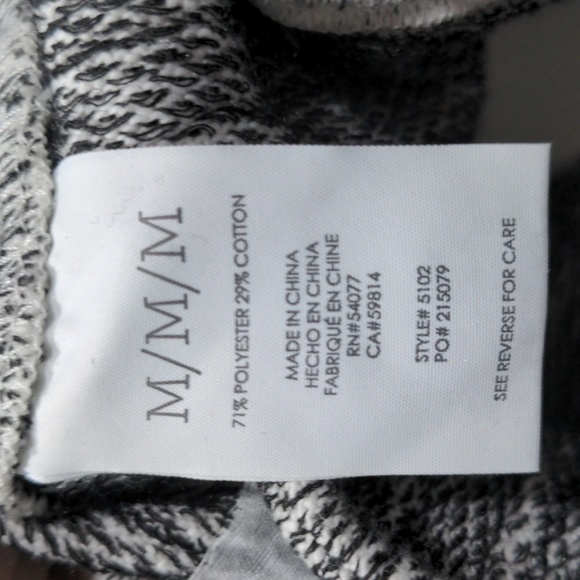 M/M/M
71% POLYESTER 29% COTTON
MADE IN CHINA
HECHO EN CHINA
FABRIQUÉ EN CHINE
RN#54077
CA#59814
STYLE# 5102
PO# 215079
SEE REVERSE FOR CARE